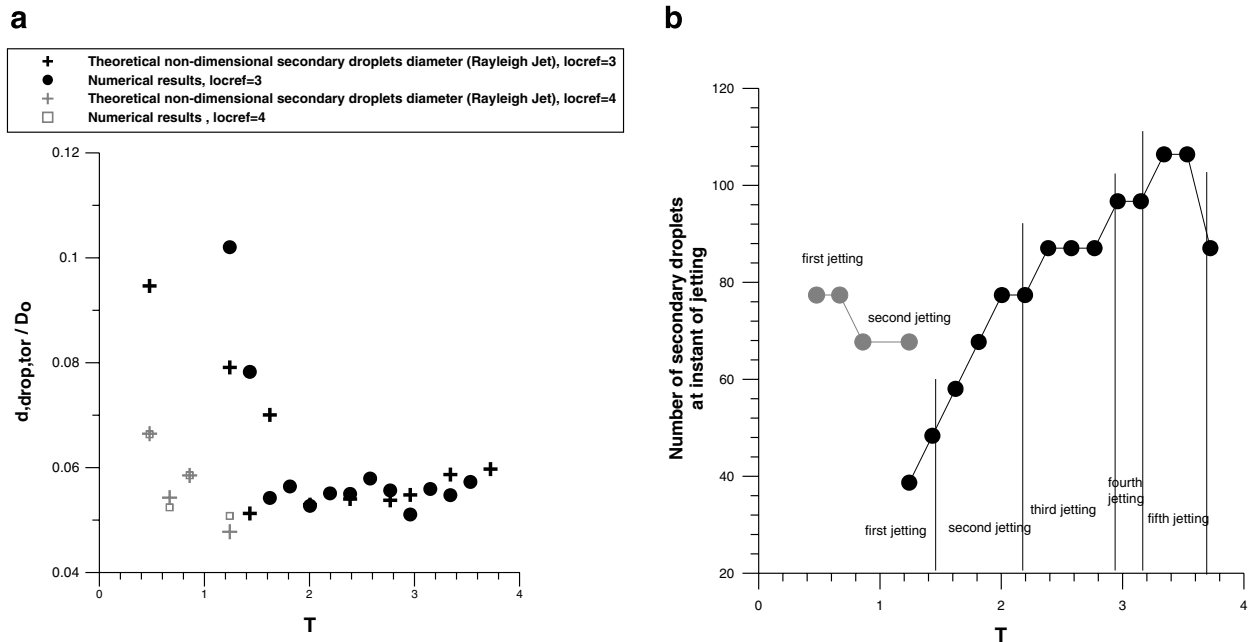 a
Theoretical non-dimensional secondary droplets diameter (Rayleigh Jet), locref=3
Numerical results, locref=3
Theoretical non-dimensional secondary droplets diameter (Rayleigh Jet), locref=4
Numerical results , locref=4
0.12
0.1
0.08
0.06
0.04
d,drop,tor / Do
0
1
2
3
4
T
b
120
100
80
60
40
20
Number of secondary droplets
at instant of jetting
first jetting
second jetting
first jetting
second jetting
third jetting
fourth
jetting
fifth jetting
0
1
2
3
4
T